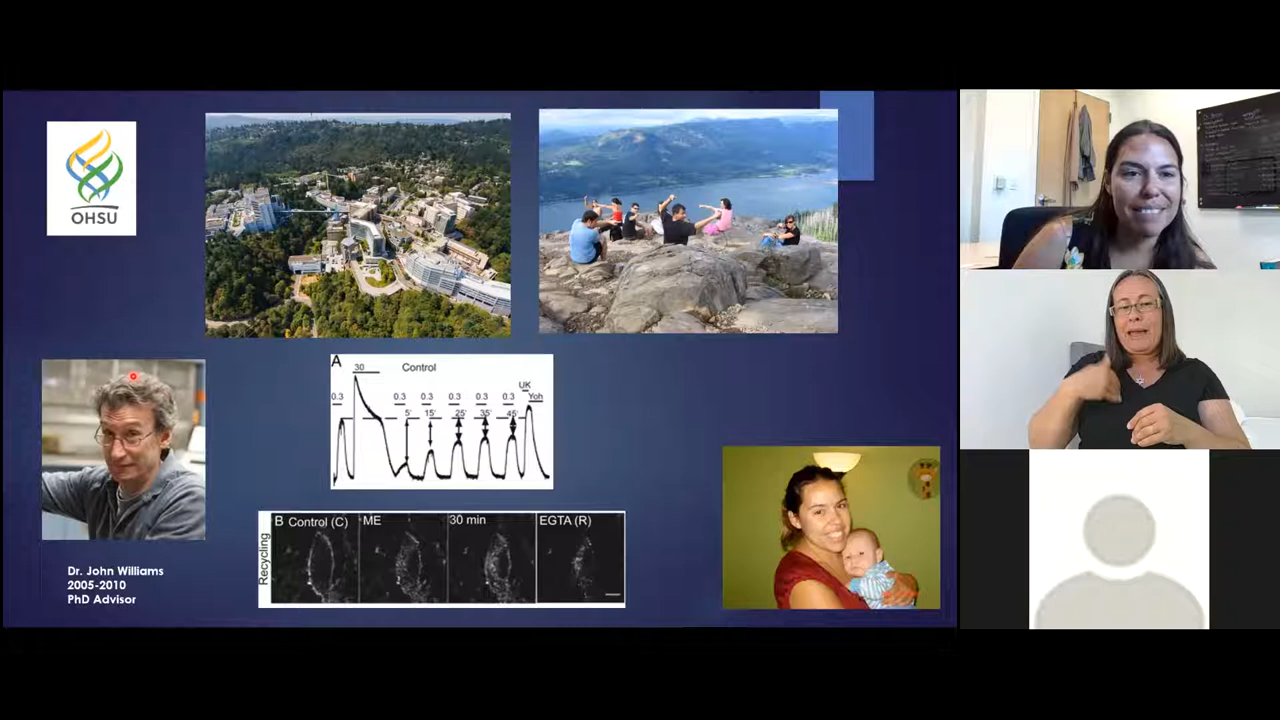 OHSU
A
Control
30
UK
Yoh
0.3
0.3
0.3
0.3
0.3
0.3
5'
15'
25'
35'
45'
B Control (C)
ME
30 min
EGTA (R)
Recycling
Dr. John Williams
2005-2010
PhD Advisor